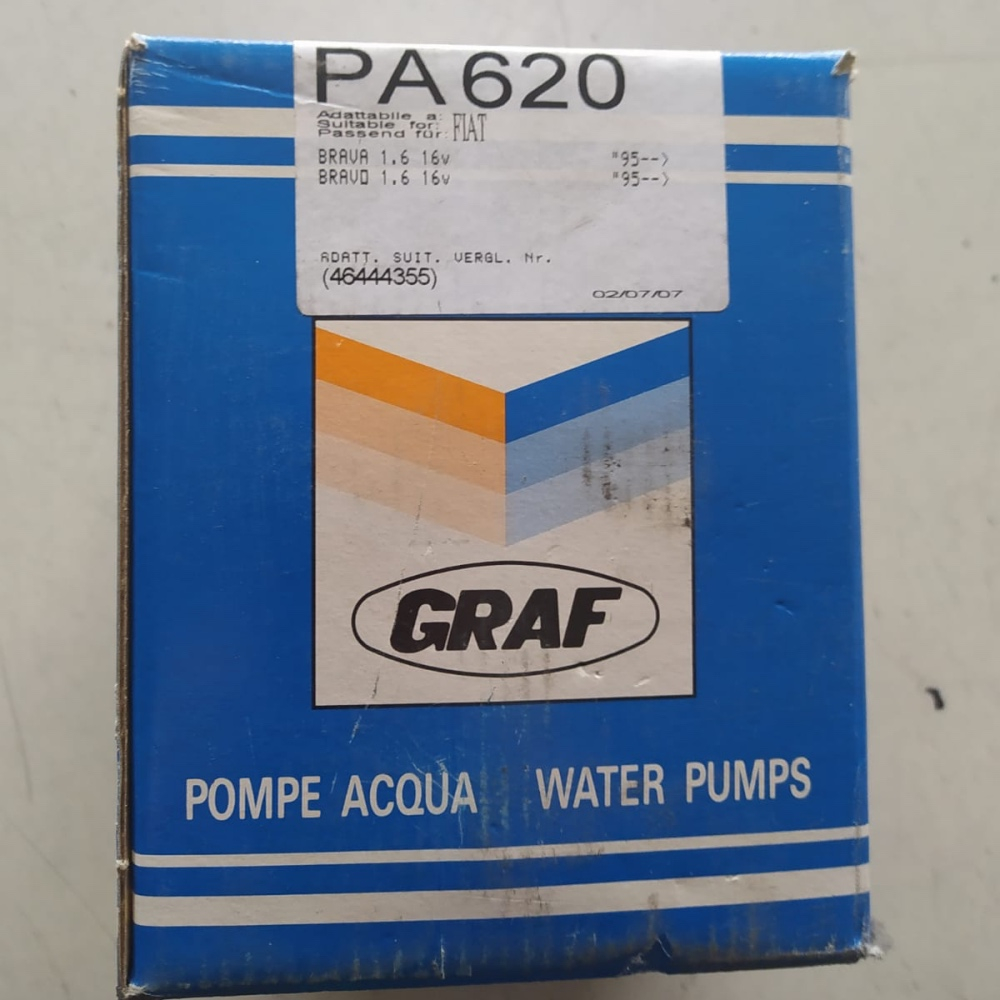 PA620
Adattabile a:
Suitable for:
Passend für: FIAT
BRAVA 1.6 16v "95-->
BRAVO 1.6 16v "95-->
ADATT. SUIT. VERGL. Nr.
(46444355)
02/07/07
GRAF
POMPE ACQUA WATER PUMPS